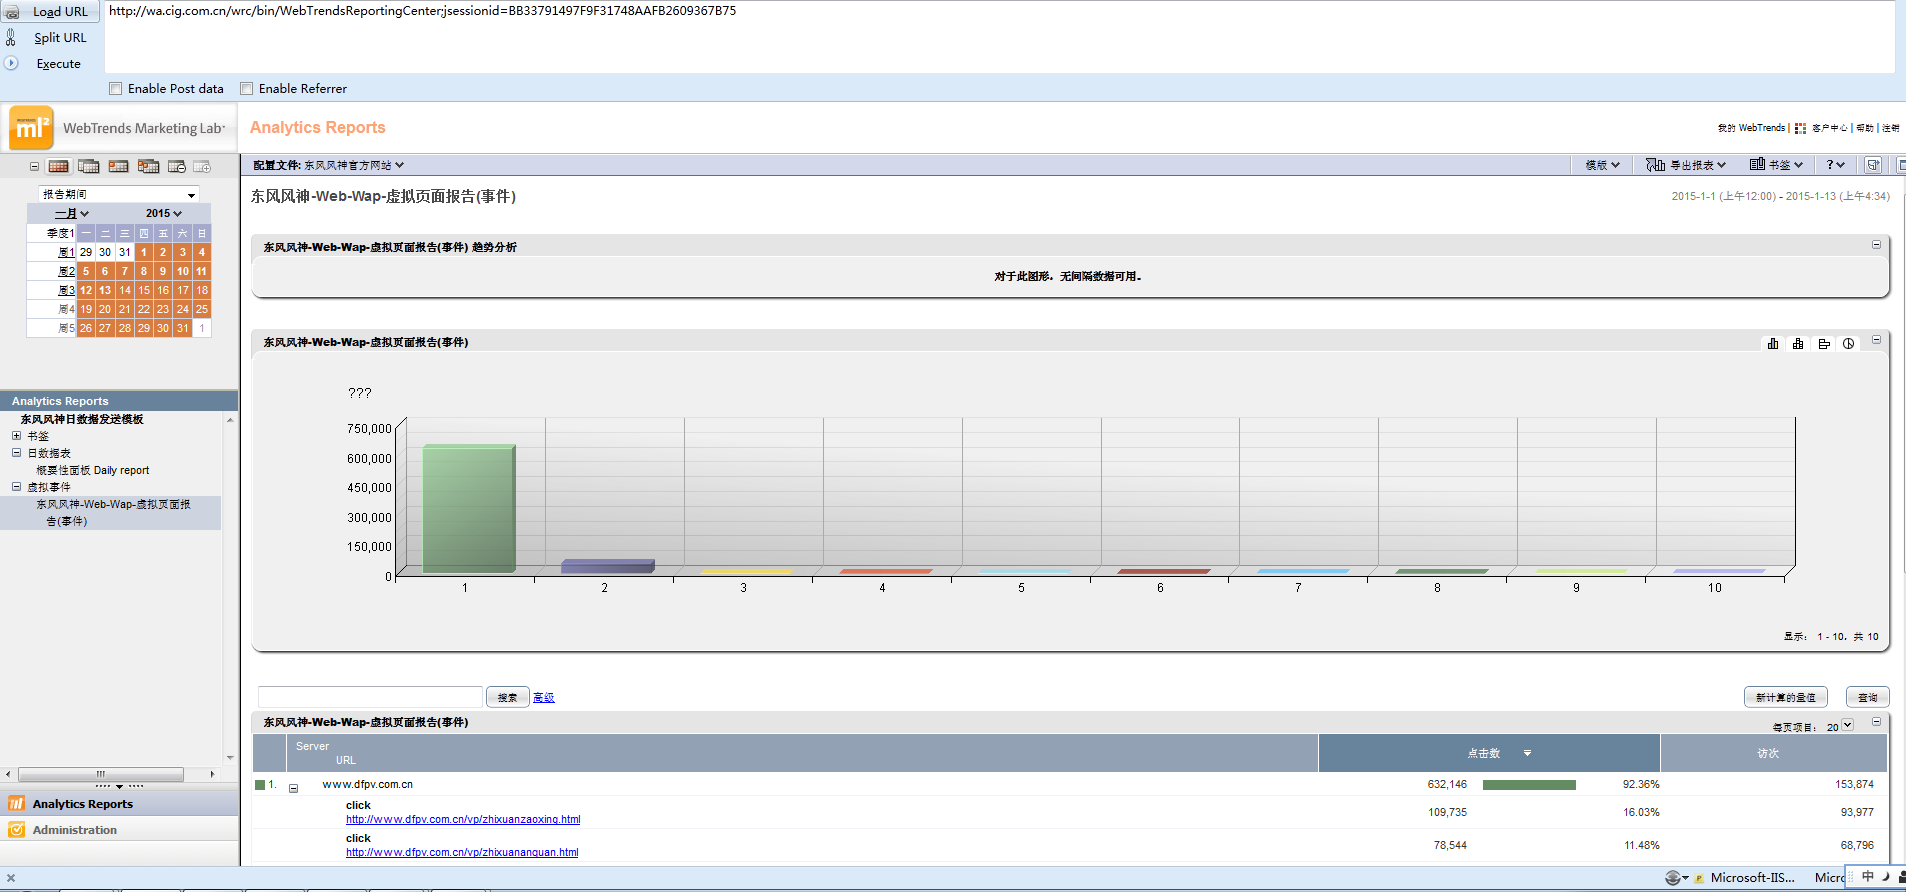 Load URL
http://wa.cig.com.cn/wrc/bin/WebTrendsReportingCenter;jsessionid=BB33791497F9F31748AAFB2609367B75
Split URL
Execute
Enable Post data Enable Referrer
ml² WebTrends Marketing Lab
Analytics Reports
我的 WebTrends | 客户中心 | 帮助 | 注销
配置文件: 东风风神官方网站
模版 导出报表 书签 ?
报告期间
一月 2015
季度1 一 二 三 四 五 六 日
周1 29 30 31 1 2 3 4
周2 5 6 7 8 9 10 11
周3 12 13 14 15 16 17 18
周4 19 20 21 22 23 24 25
周5 26 27 28 29 30 31 1
东风风神-Web-Wap-虚拟页面报告(事件)
2015-1-1 (上午12:00) - 2015-1-13 (上午4:34)
东风风神-Web-Wap-虚拟页面报告(事件) 趋势分析
对于此图形，无间隔数据可用。
东风风神-Web-Wap-虚拟页面报告(事件)
???
750,000
600,000
450,000
300,000
150,000
0
1 2 3 4 5 6 7 8 9 10
显示： 1 - 10，共 10
Analytics Reports
东风风神日数据发送模板
书签
日数据表
概要性面板 Daily report
虚拟事件
东风风神-Web-Wap-虚拟页面报
告(事件)
Analytics Reports
Administration
搜索 高级
新计算的量值 查询
东风风神-Web-Wap-虚拟页面报告(事件)
每页项目： 20
Server
URL
点击数 访次
1. www.dfpv.com.cn 632,146 92.36% 153,874
click
http://www.dfpv.com.cn/vp/zhixuanzaoxing.html 109,735 16.03% 93,977
click
http://www.dfpv.com.cn/vp/zhixuananquan.html 78,544 11.48% 68,796
Microsoft-IIS... Micro
中